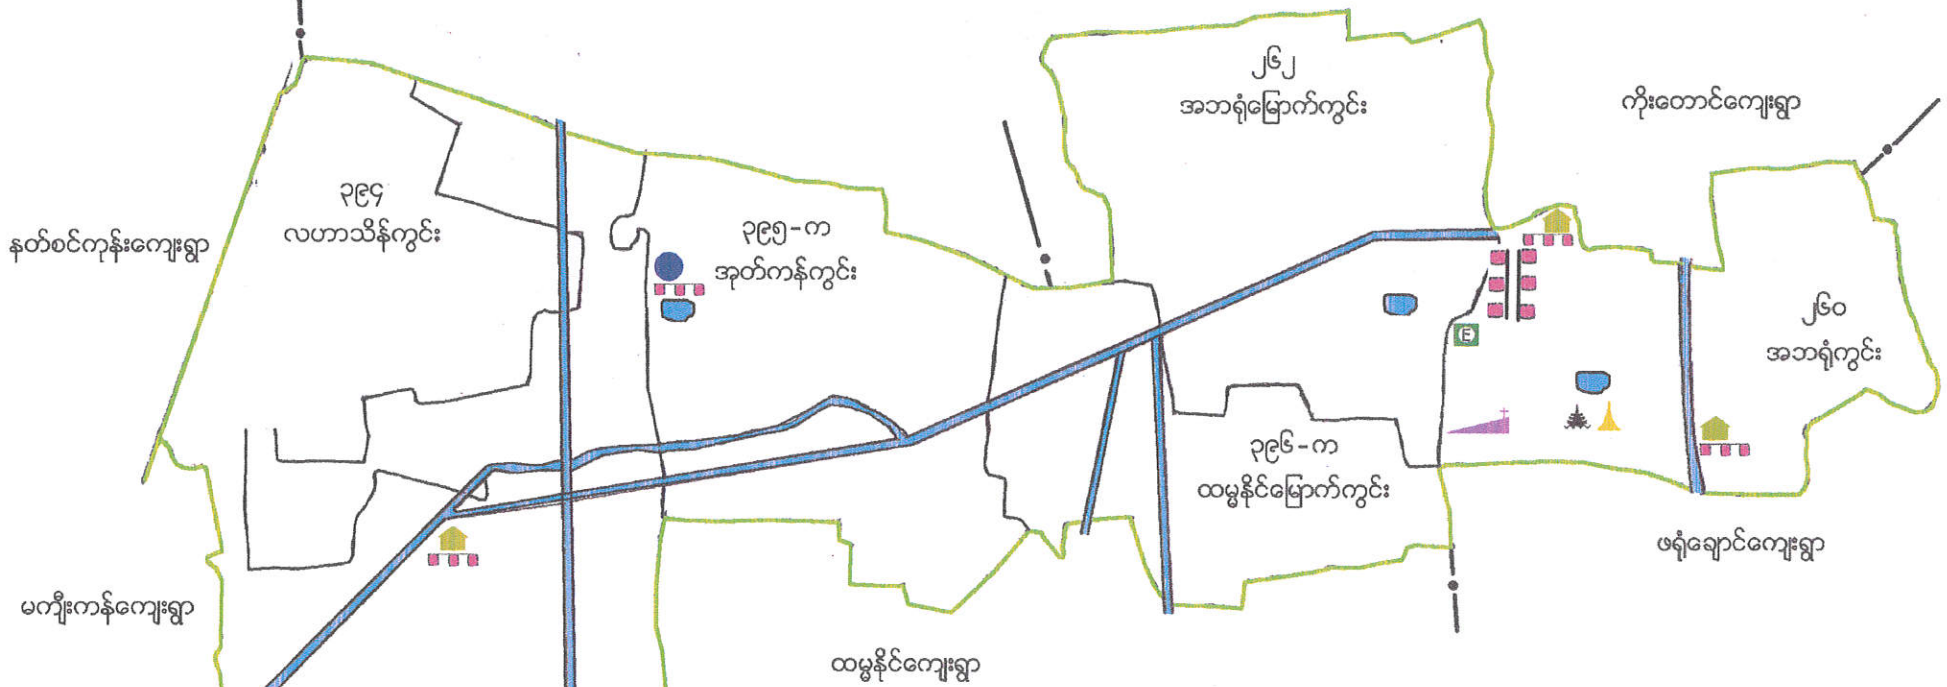 ၂၆၂
အဘရုံမြောက်ကွင်း
ကိုးတောင်ကျေးရွာ
၃၉၄
လဟာသိန်ကွင်း
နတ်စင်ကုန်းကျေးရွာ
၃၉၅-က
အုတ်ကန်ကွင်း
၂၆၀
အဘရုံကွင်း
E
၃၉၆-က
ထမ္မနိုင်မြောက်ကွင်း
ဖရုံချောင်ကျေးရွာ
မကျီးကန်ကျေးရွာ
ထမ္မနိုင်ကျေးရွာ